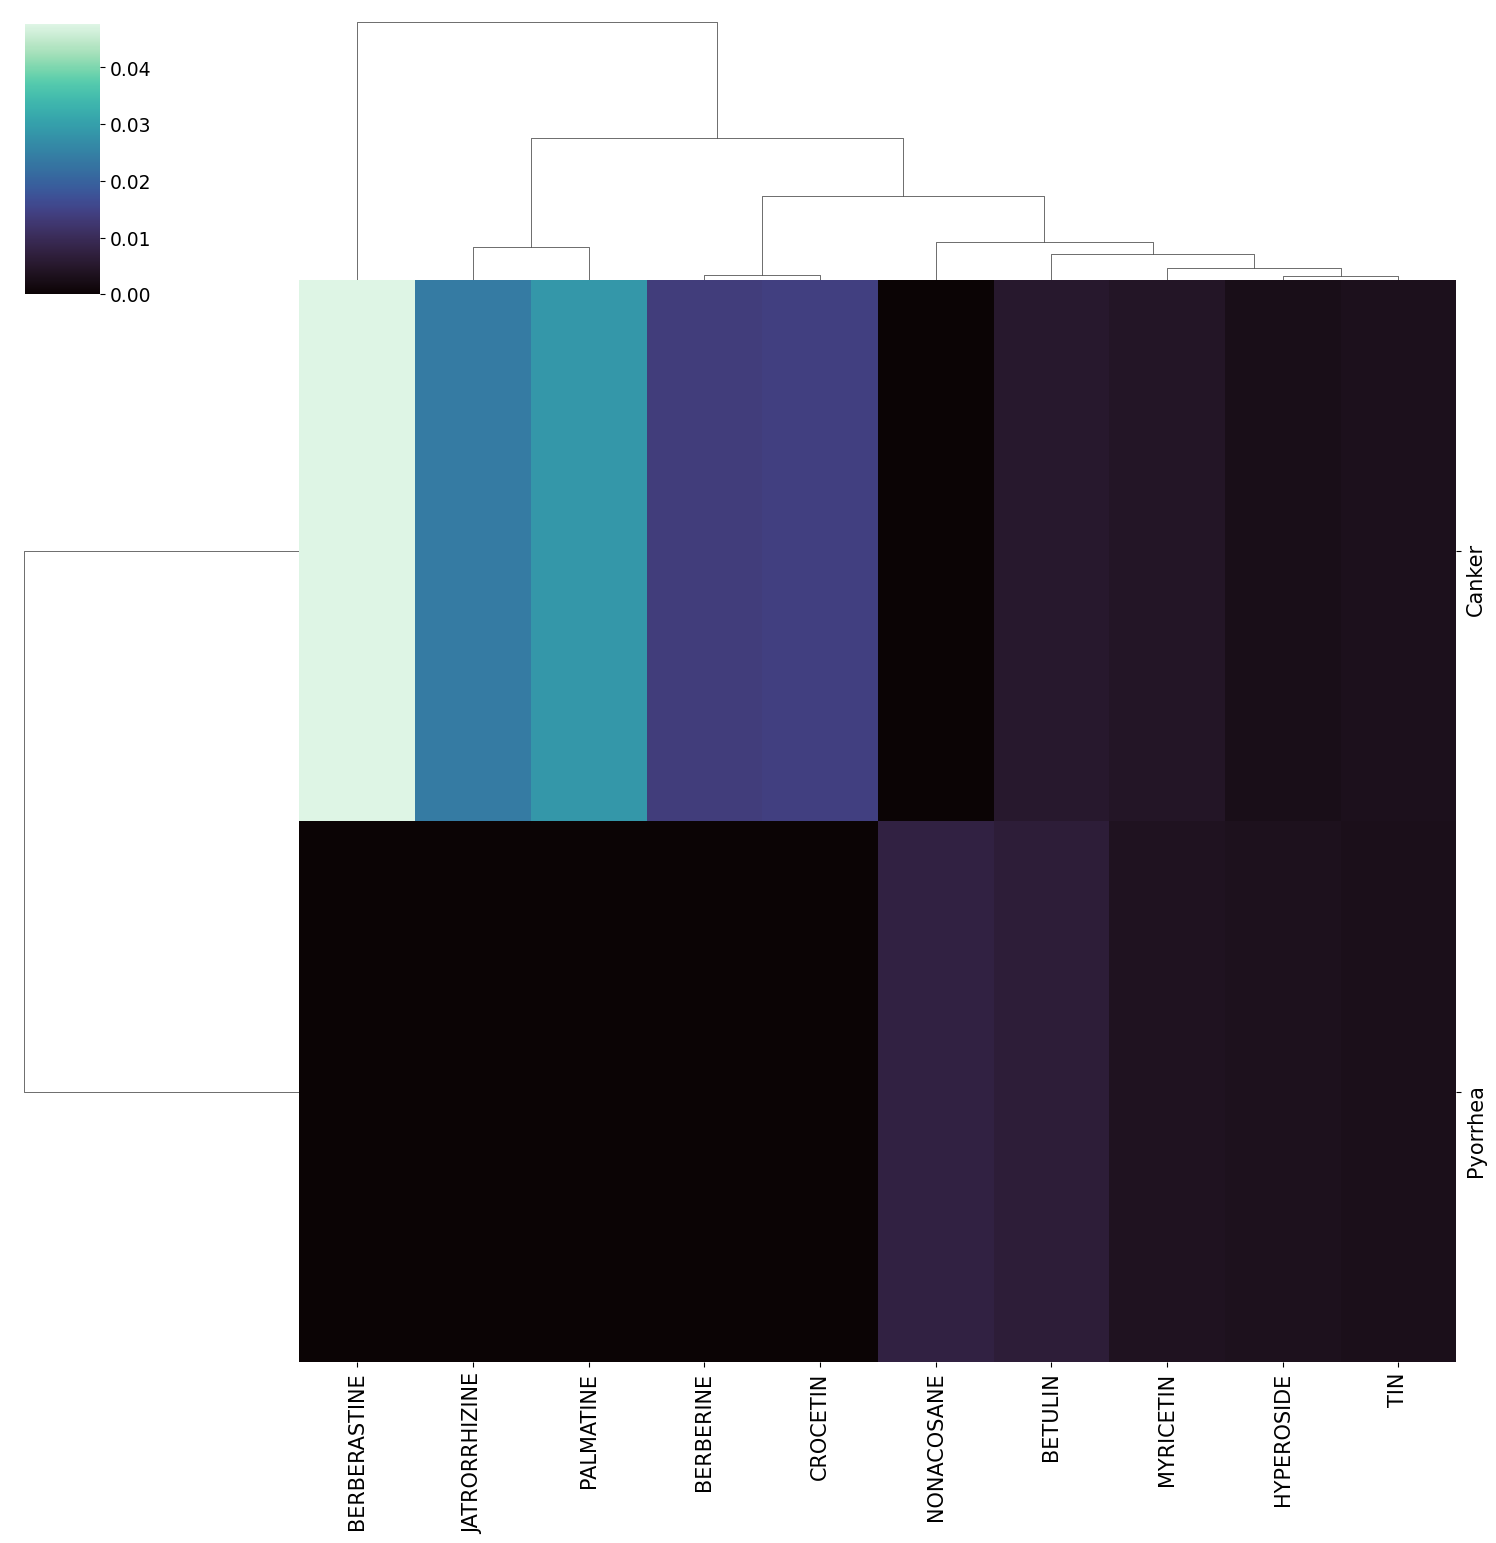 0.04
0.03
0.02
0.01
0.00
Canker
Pyorrhea
BERBERASTINE
JATRORRHIZINE
PALMATINE
BERBERINE
CROCETIN
NONACOSANE
BETULIN
MYRICETIN
HYPEROSIDE
TIN